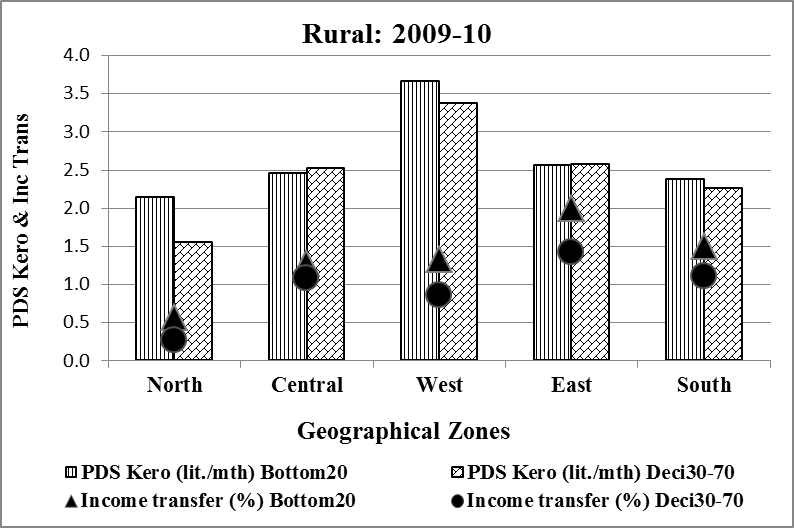 Rural: 2009-10
PDS Kero & Inc Trans
4.0
3.5
3.0
2.5
2.0
1.5
1.0
0.5
0.0
North Central West East South
Geographical Zones
PDS Kero (lit./mth) Bottom20 PDS Kero (lit./mth) Deci30-70
Income transfer (%) Bottom20 Income transfer (%) Deci30-70